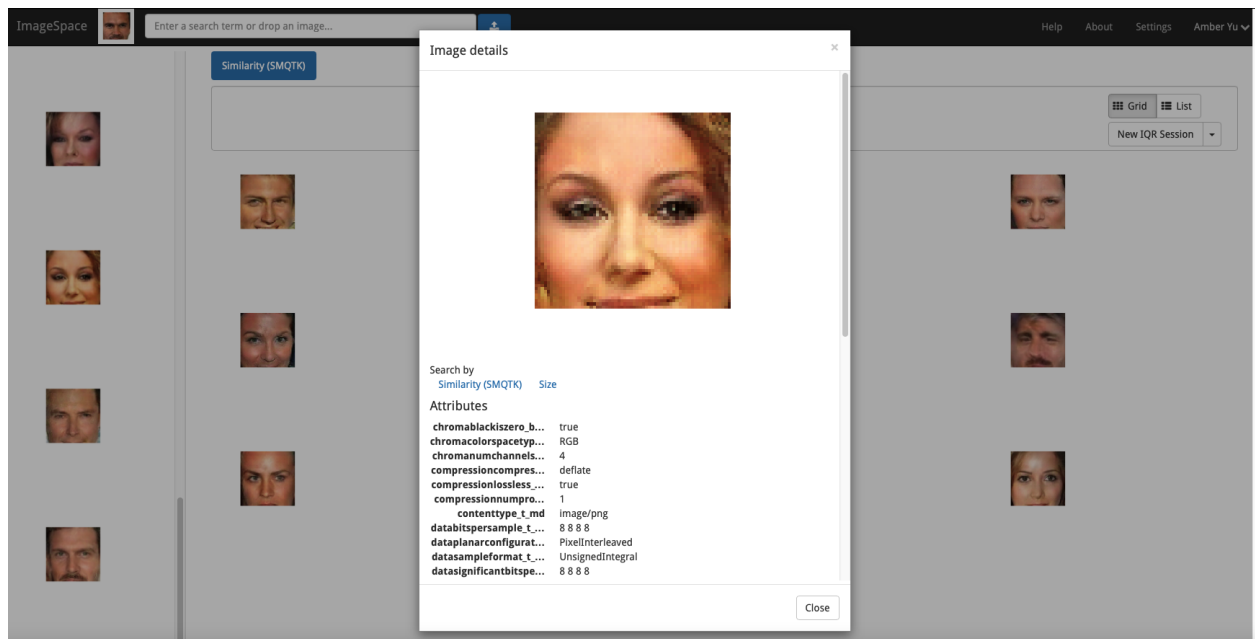 ImageSpace
Enter a search term or drop an image...
Help About Settings Amber Yu
Similarity (SMQTK)
Grid List
New IQR Session
Image details ×
Search by
Similarity (SMQTK) Size
Attributes
chromablackiszero_b... true
chromacolorspacetyp... RGB
chromanumchannels... 4
compressioncompres... deflate
compressionlossless_... true
compressionnumpro... 1
contenttype_t_md image/png
databitspersample_t_... 8 8 8 8
dataplanarconfigurat... PixelInterleaved
datasampleformat_t_... UnsignedIntegral
datasignificantbitspe... 8 8 8 8
Close